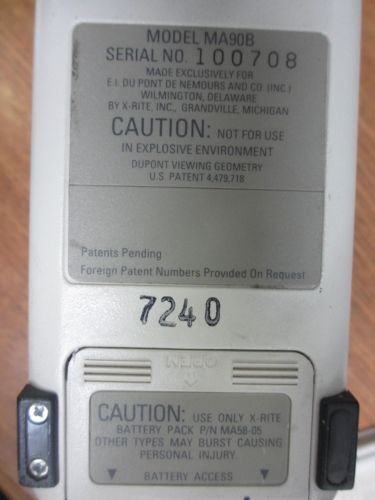 MODEL MA90B
SERIAL NO. 100708
MADE EXCLUSIVELY FOR
E.I. DU PONT DE NEMOURS AND CO. (INC.)
WILMINGTON, DELAWARE
BY X-RITE, INC., GRANDVILLE, MICHIGAN
CAUTION: NOT FOR USE
IN EXPLOSIVE ENVIRONMENT
DUPONT VIEWING GEOMETRY
U.S. PATENT 4,479,718
Patents Pending
Foreign Patent Numbers Provided On Request
7240
OPEN
CAUTION: USE ONLY X-RITE
BATTERY PACK P/N MA58-05
OTHER TYPES MAY BURST CAUSING
PERSONAL INJURY.
▼ BATTERY ACCESS ▼